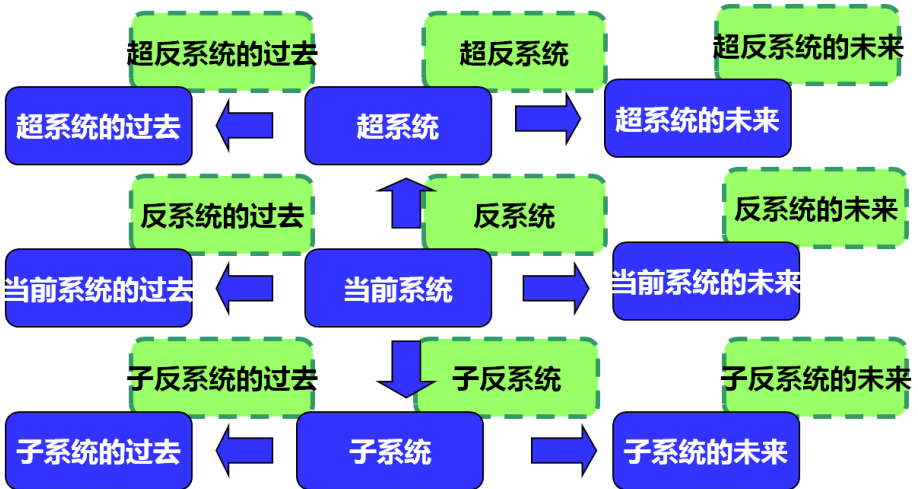 超反系统的过去
超反系统
超反系统的未来
超系统的过去
超系统
超系统的未来
反系统的过去
反系统
反系统的未来
当前系统的过去
当前系统
当前系统的未来
子反系统的过去
子反系统
子反系统的未来
子系统的过去
子系统
子系统的未来